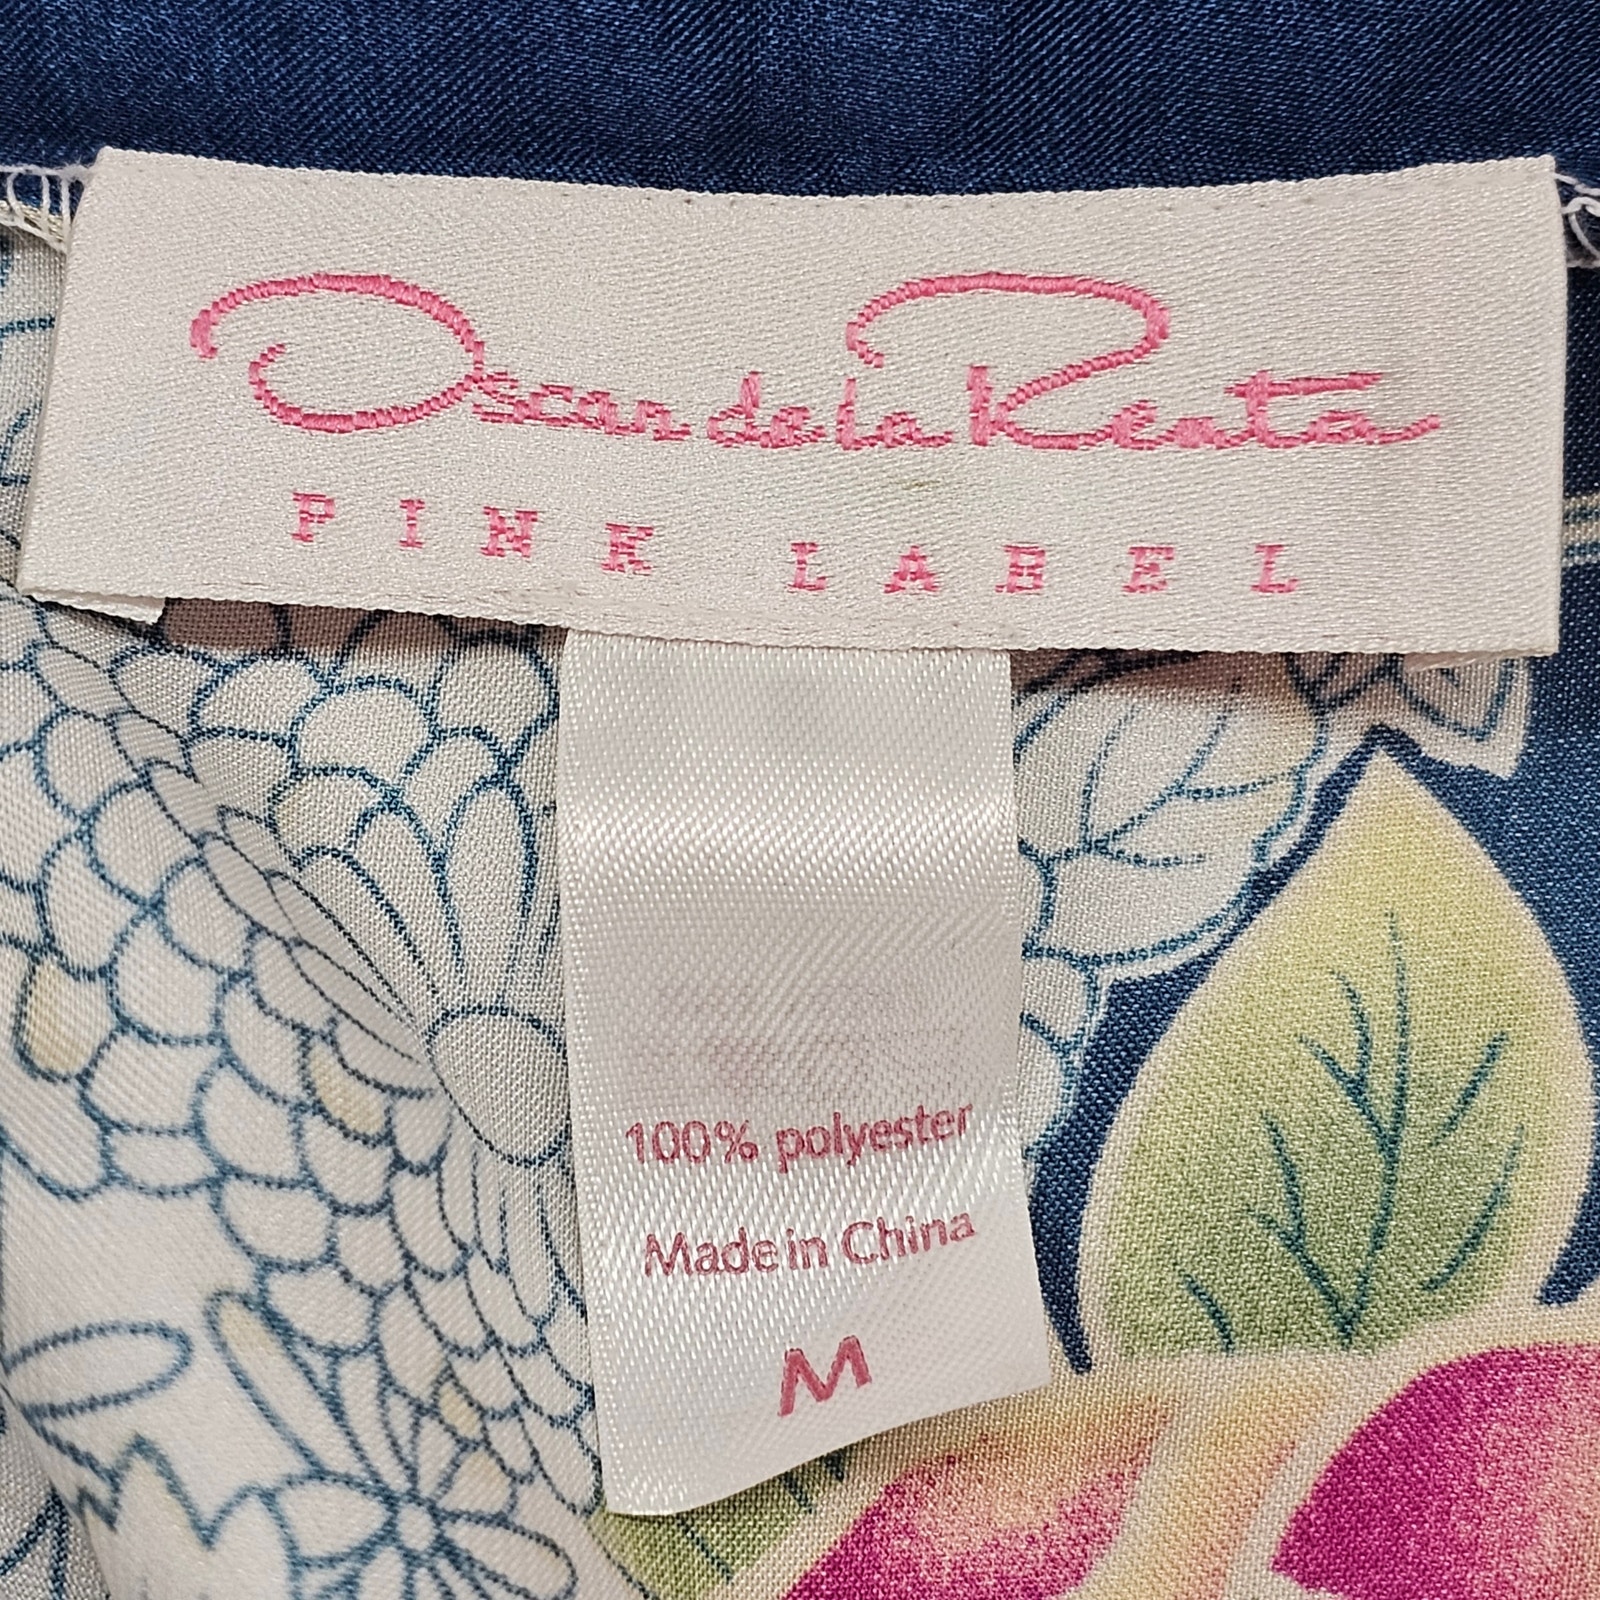 Oscar de la Renta
PINK LABEL
100% polyester
Made in China
M